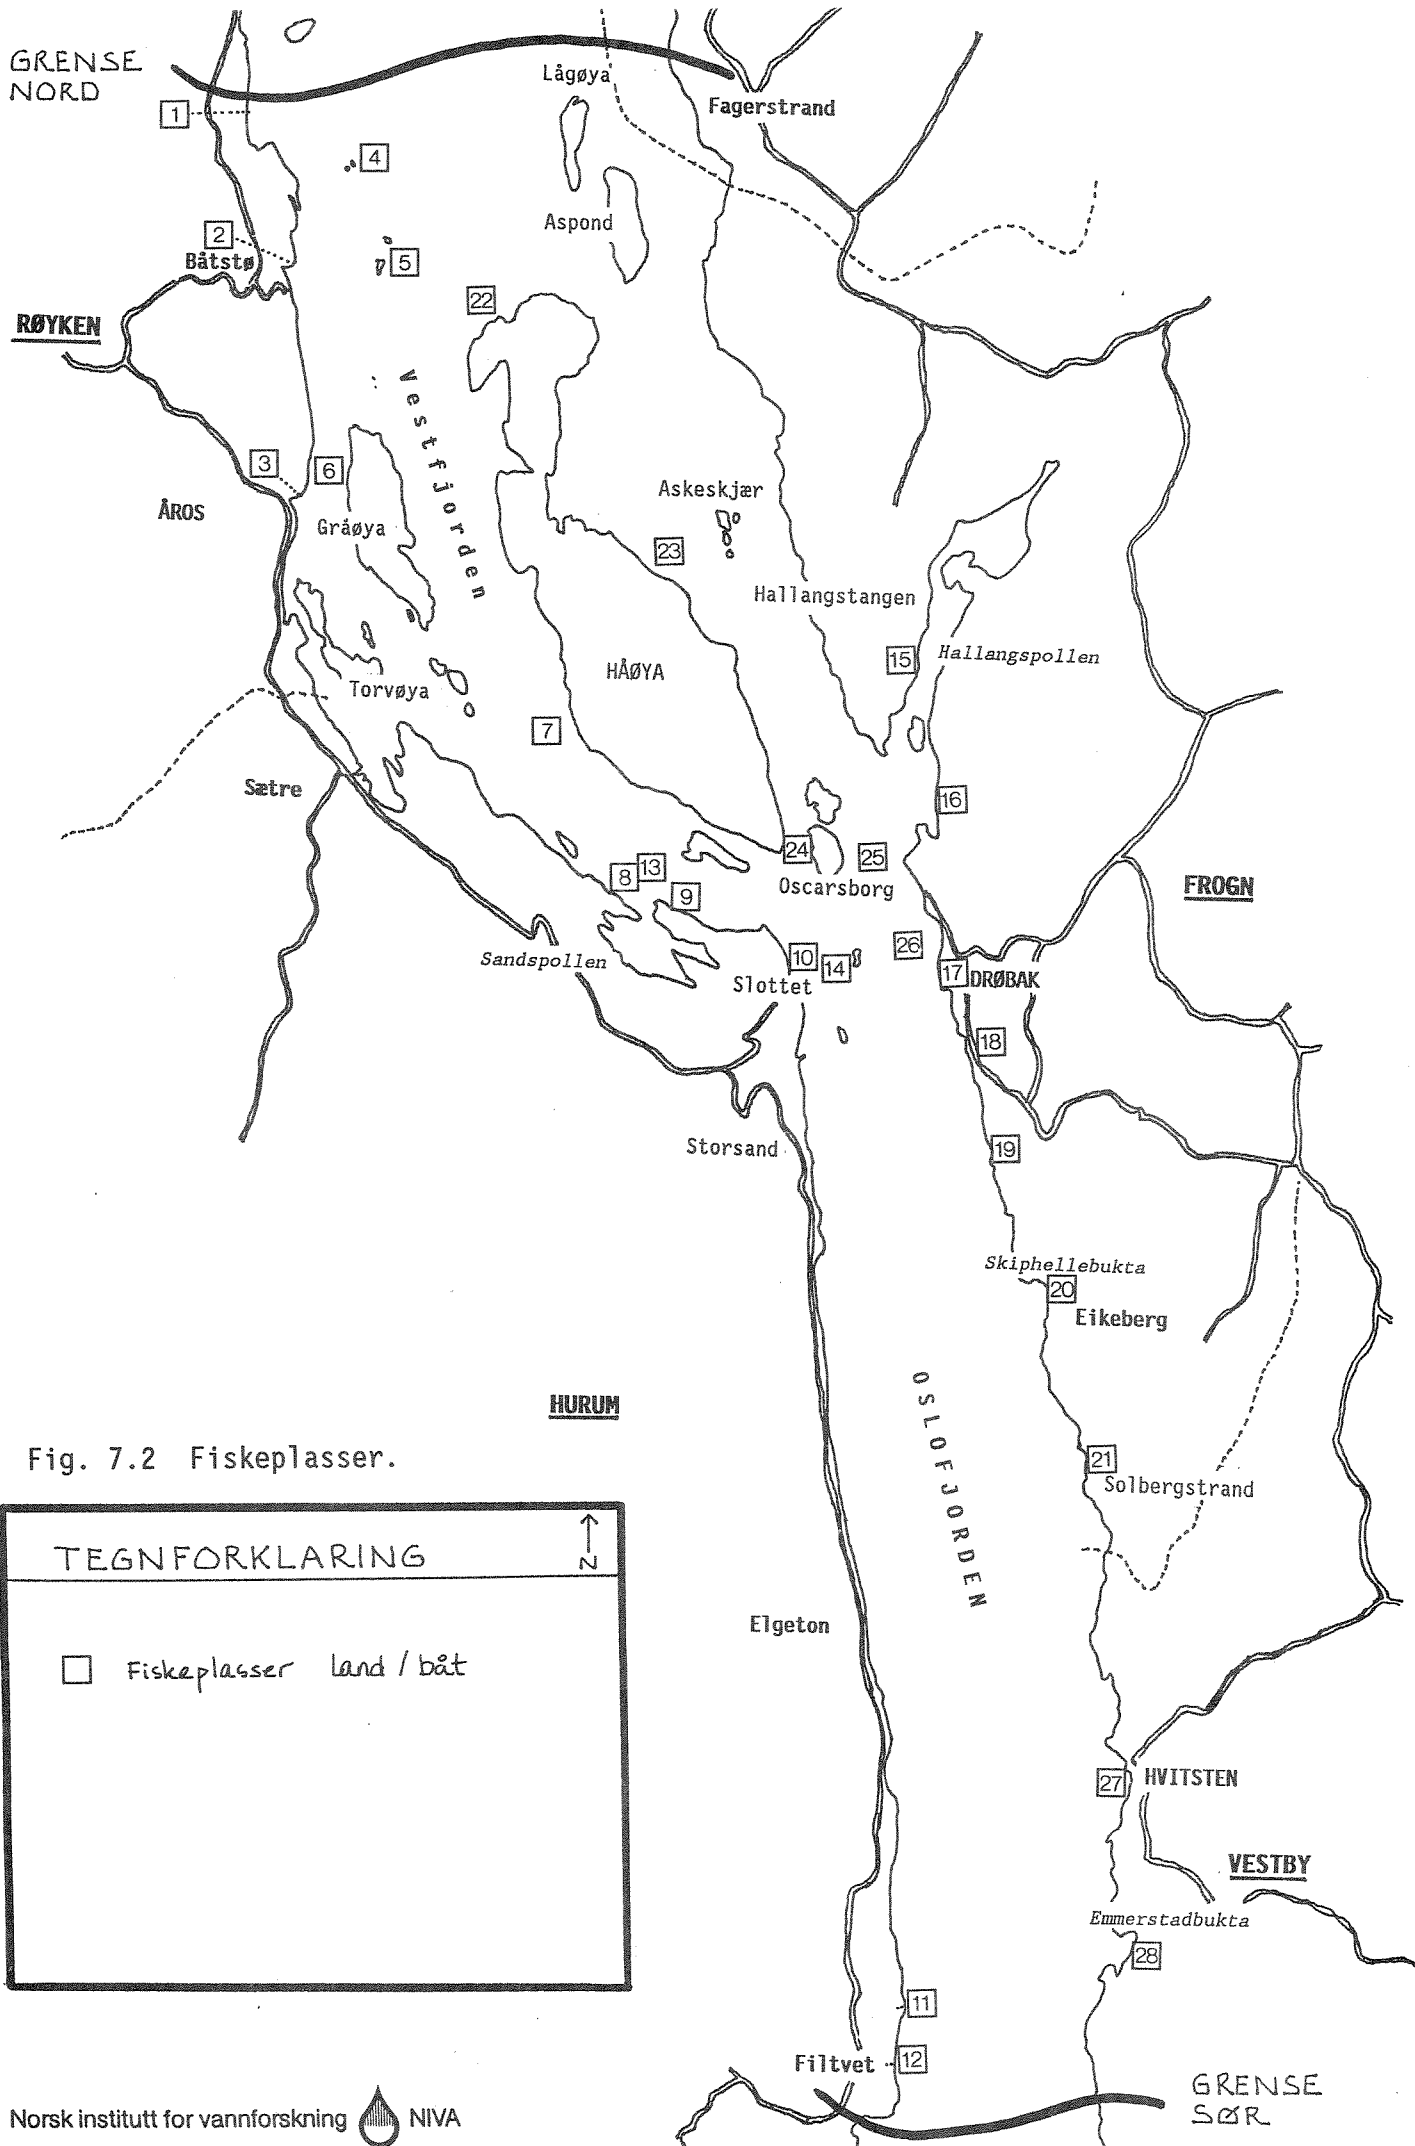 GRENSE
NORD
Lågøya
Fagerstrand
1
4
Aspond
2
Båtstø
5
22
RØYKEN
Vestfjorden
3
6
Askeskjær
ÅROS
Gråøya
23
Hallangstangen
15
Hallangspollen
HÅØYA
Torvøya
7
Sætre
16
24
25
13
8
Oscarsborg
FROGN
9
26
10
14
Sandspollen
17
DRØBAK
Slottet
18
Storsand
19
Skiphellebukta
20
Eikeberg
HURUM
OSLOFJORDEN
Fig. 7.2 Fiskeplasser.
21
Solbergstrand
TEGNFORKLARING
N
Elgeton
Fiskeplasser land / båt
27
HVITSTEN
VESTBY
Emmerstadbukta
28
11
Filtvet
12
GRENSE
SØR
Norsk institutt for vannforskning NIVA